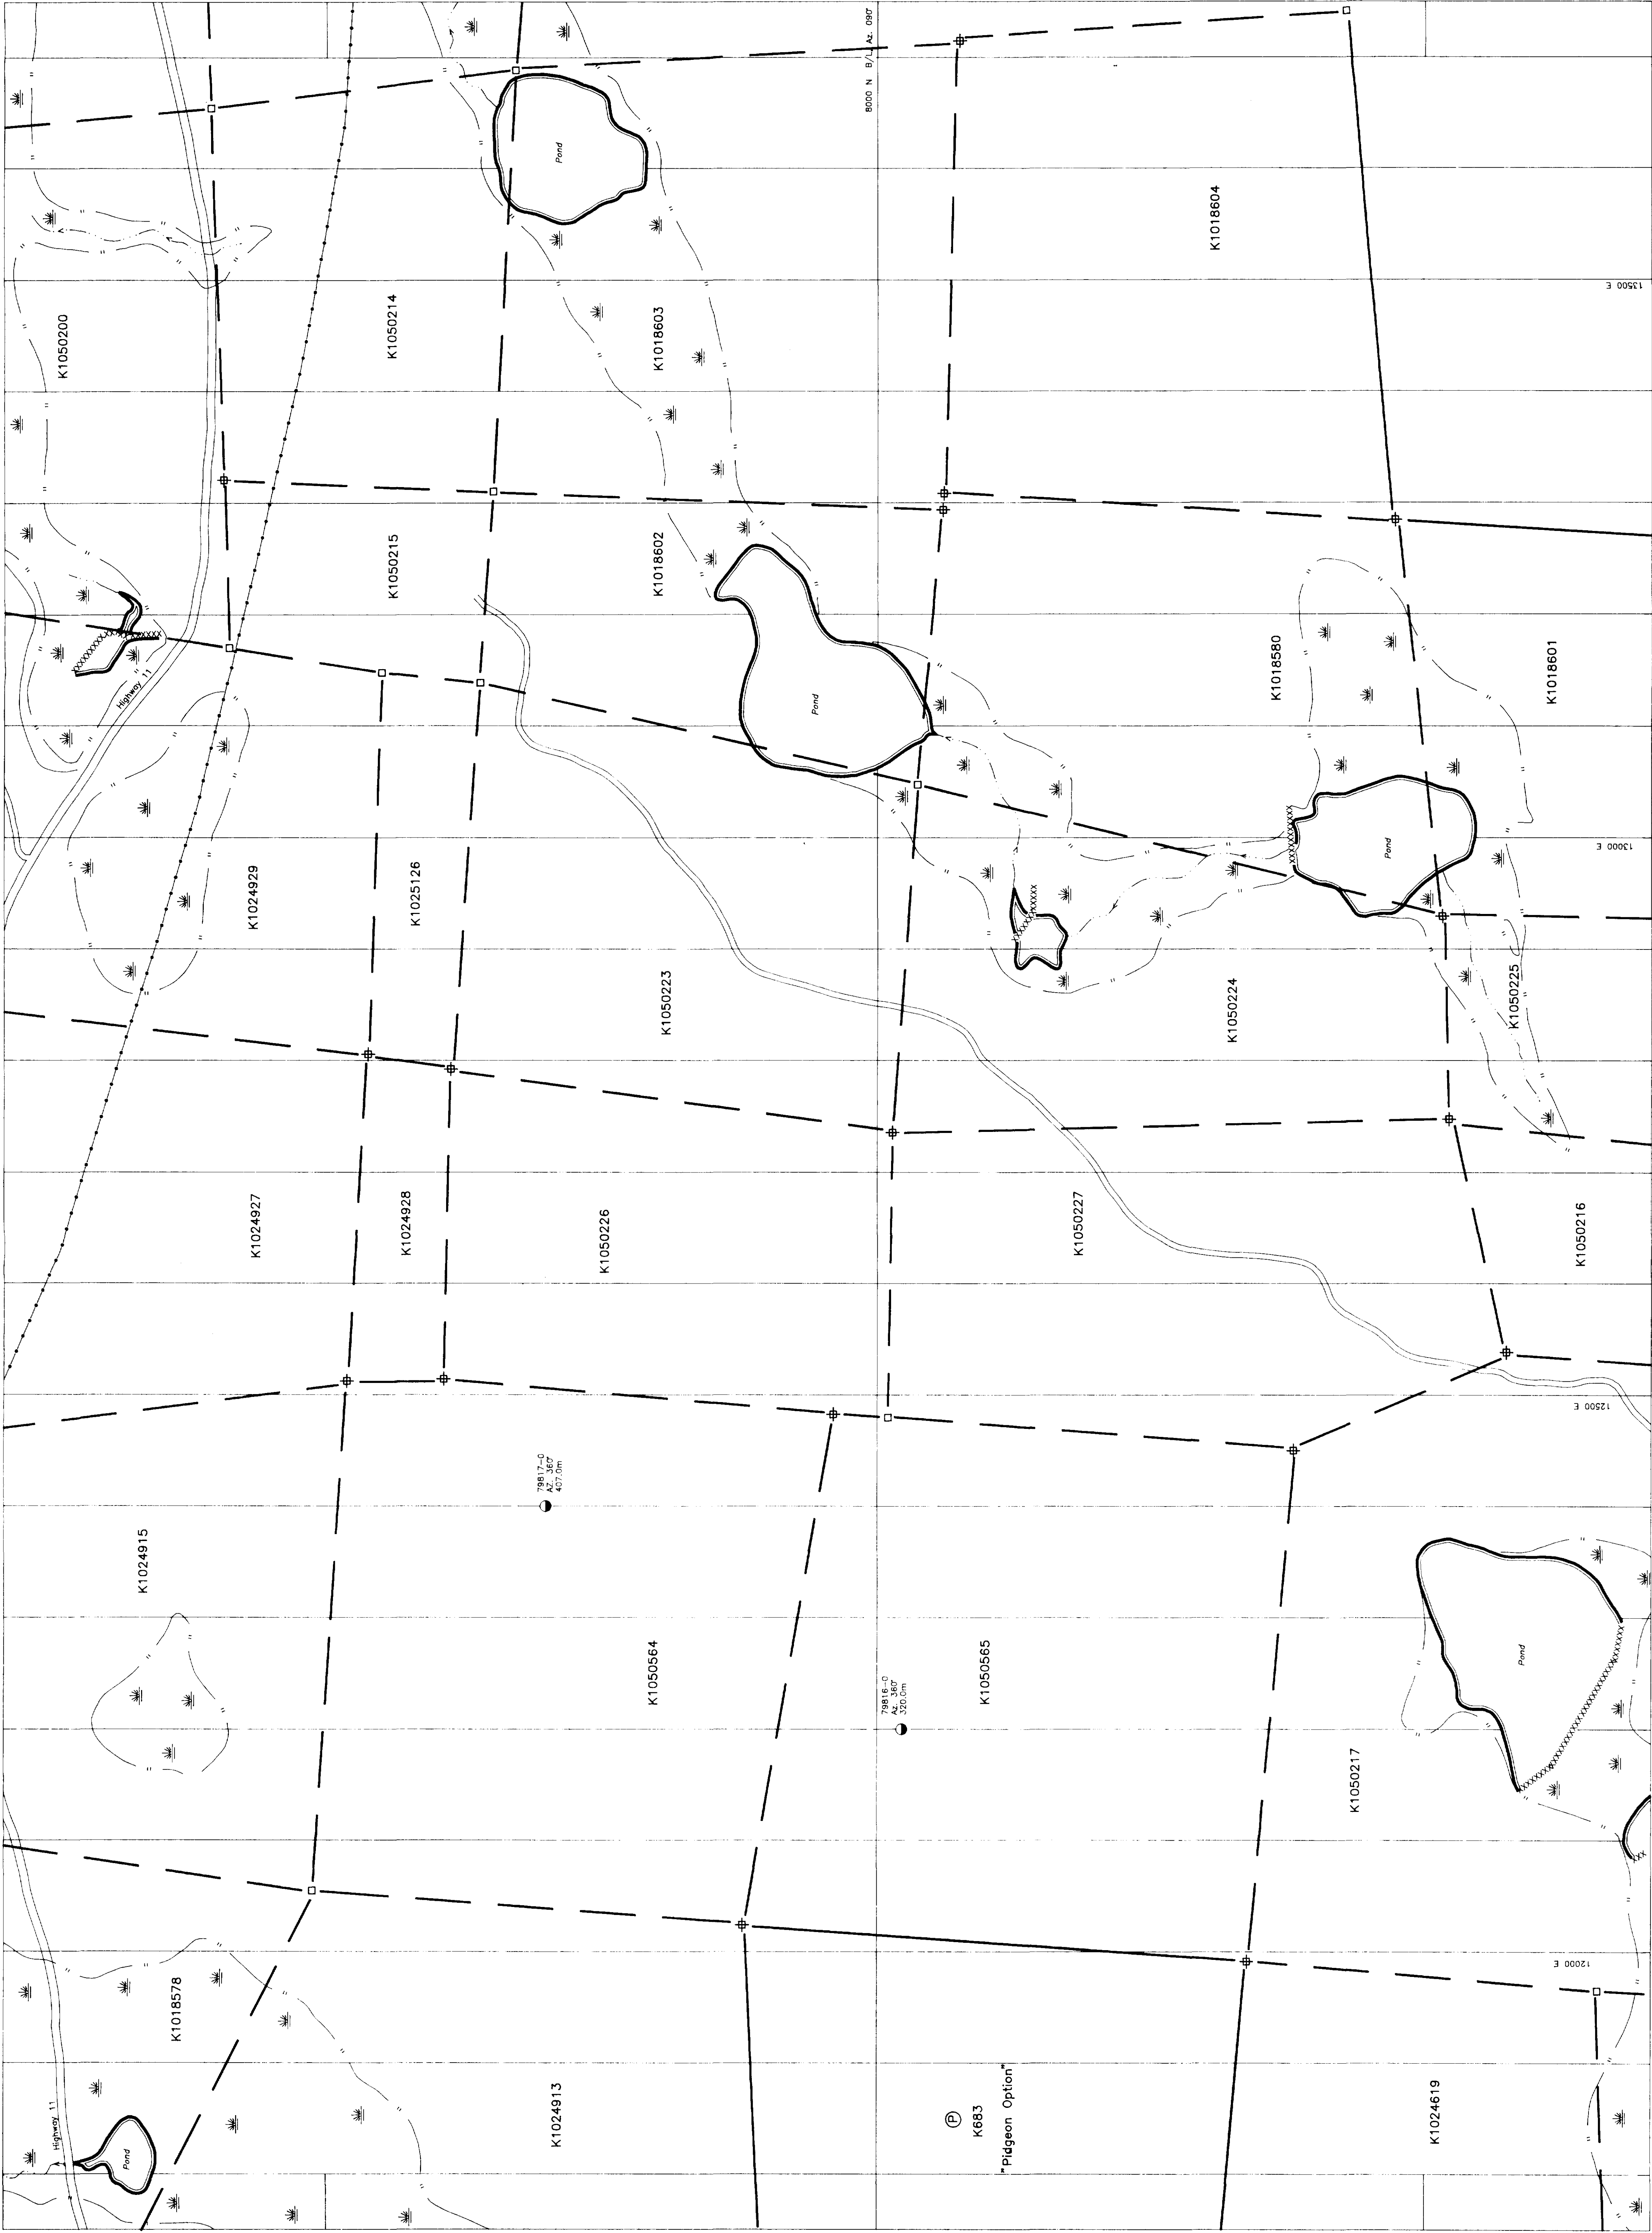 8000 N B/L Az. 090°
K1050200
K1050214
K1018603
K1018604
Pond
13500 E
K1050215
K1018602
K1018580
K1018601
Highway 11
Pond
Pond
13000 E
K1024929
K1025126
K1050223
K1050224
K1050225
K1024927
K1024928
K1050226
K1050227
K1050216
12500 E
79817-0
AZ. 360°
407.0m
K1024915
K1050564
K1050565
79816-0
Az. 360°
320.0m
Pond
K1050217
12000 E
K1018578
Highway 11
Pond
K1024913
P
K683
"Pidgeon Option"
K1024619